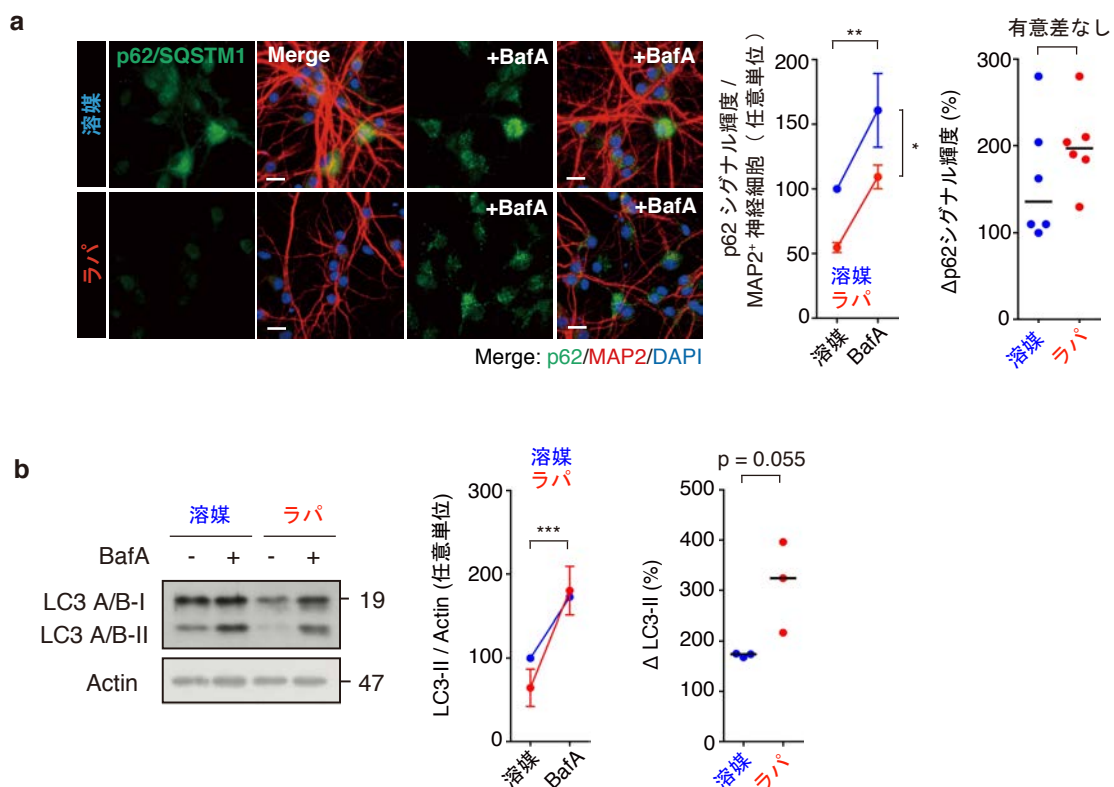 a
p62/SQSTM1
Merge
+BafA
+BafA
溶媒
+BafA
+BafA
ラパ
Merge: p62/MAP2/DAPI
p62 シグナル輝度 /
MAP2+ 神経細胞 ( 任意単位)
200
150
100
50
0
**
*
溶媒
ラパ
溶媒
BafA
有意差なし
Δp62シグナル輝度 (%)
300
200
100
0
溶媒
ラパ
b
溶媒
ラパ
BafA
-
+
-
+
LC3 A/B-I
19
LC3 A/B-II
Actin
47
溶媒
ラパ
LC3-II / Actin (任意単位)
300
200
100
0
***
溶媒
BafA
p = 0.055
Δ LC3-II (%)
500
400
300
200
100
0
溶媒
ラパ